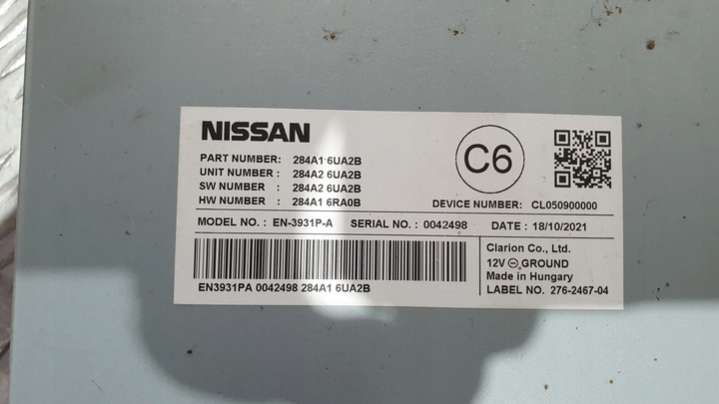 NISSAN
C6
PART NUMBER: 284A1 6UA2B
UNIT NUMBER: 284A2 6UA2B
SW NUMBER: 284A2 6UA2B
HW NUMBER: 284A1 6RA0B
DEVICE NUMBER: CL050900000
MODEL NO. : EN-3931P-A SERIAL NO. : 0042498 DATE : 18/10/2021
EN3931PA 0042498 284A1 6UA2B
Clarion Co., Ltd.
12V ⊖ GROUND
Made in Hungary
LABEL NO. 276-2467-04